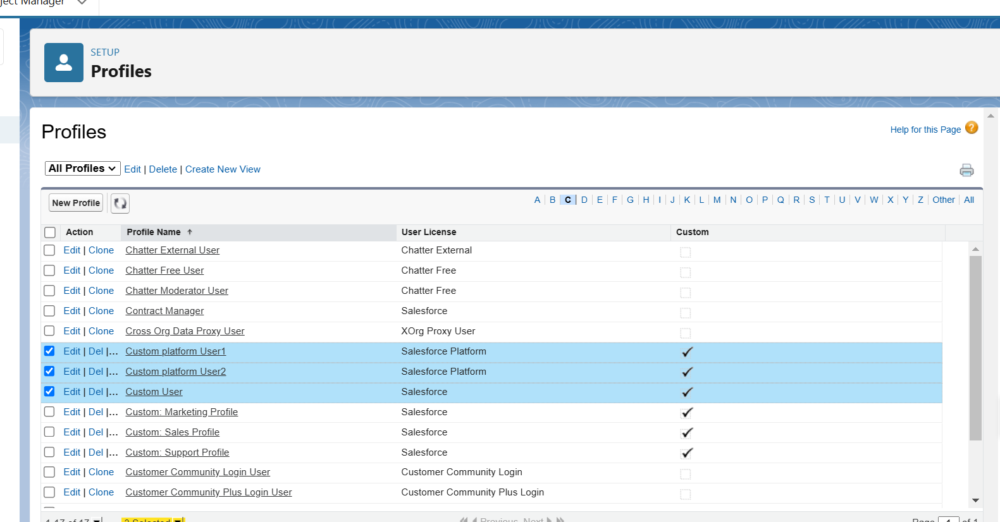 ject Manager
SETUP
Profiles
Profiles
Help for this Page ?
All Profiles Edit | Delete | Create New View
New Profile A B C D E F G H I J K L M N O P Q R S T U V W X Y Z Other All
Action Profile Name User License Custom
Edit | Clone Chatter External User Chatter External
Edit | Clone Chatter Free User Chatter Free
Edit | Clone Chatter Moderator User Chatter Free
Edit | Clone Contract Manager Salesforce
Edit | Clone Cross Org Data Proxy User XOrg Proxy User
Edit | Del |... Custom platform User1 Salesforce Platform
Edit | Del |... Custom platform User2 Salesforce Platform
Edit | Del |... Custom User Salesforce
Edit | Del |... Custom: Marketing Profile Salesforce
Edit | Del |... Custom: Sales Profile Salesforce
Edit | Del |... Custom: Support Profile Salesforce
Edit | Clone Customer Community Login User Customer Community Login
Edit | Clone Customer Community Plus Login User Customer Community Plus Login
1-17 of 17 3 Selected Previous Next Page 1 of 1